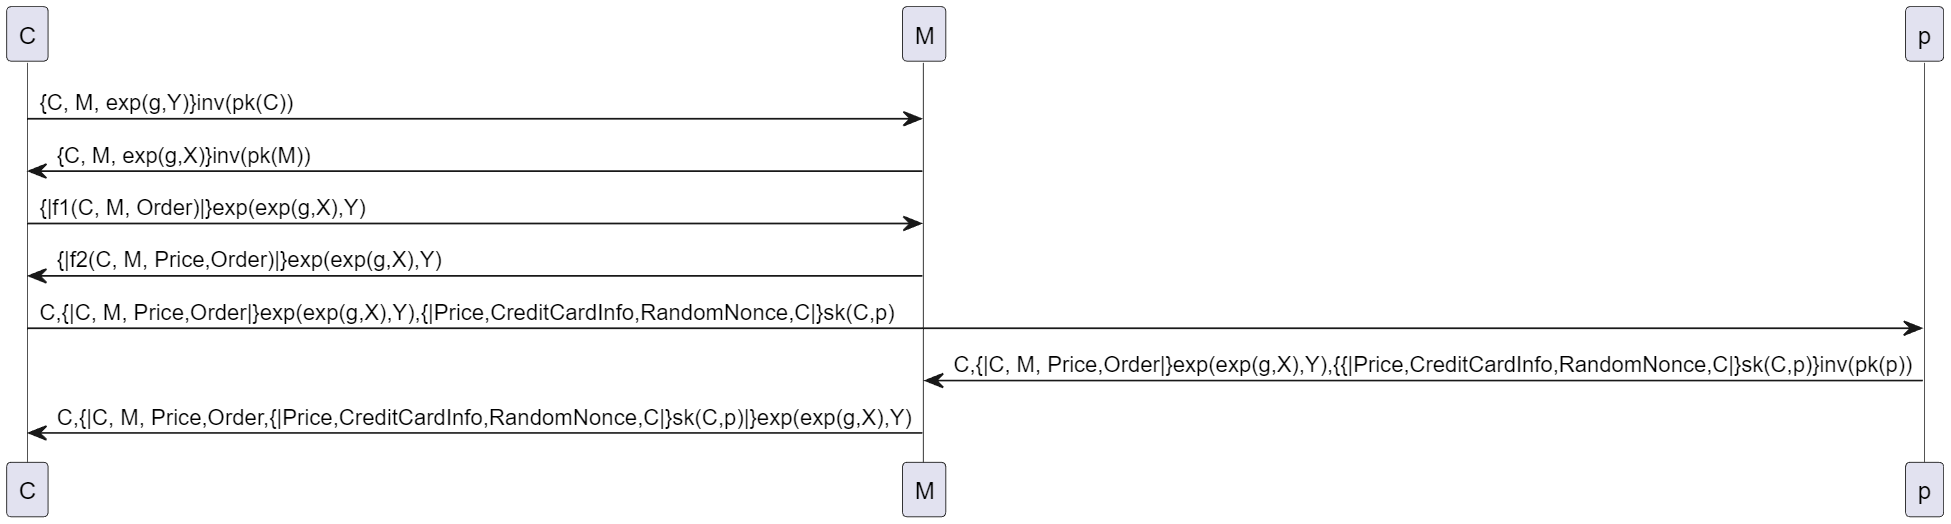 C M p
{C, M, exp(g,Y)}inv(pk(C))
{C, M, exp(g,X)}inv(pk(M))
{|f1(C, M, Order)|}exp(exp(g,X),Y)
{|f2(C, M, Price,Order)|}exp(exp(g,X),Y)
C,{|C, M, Price,Order|}exp(exp(g,X),Y),{|Price,CreditCardInfo,RandomNonce,C|}sk(C,p)
C,{|C, M, Price,Order|}exp(exp(g,X),Y),{{|Price,CreditCardInfo,RandomNonce,C|}sk(C,p)}inv(pk(p))
C,{|C, M, Price,Order,{|Price,CreditCardInfo,RandomNonce,C|}sk(C,p)|}exp(exp(g,X),Y)
C M p